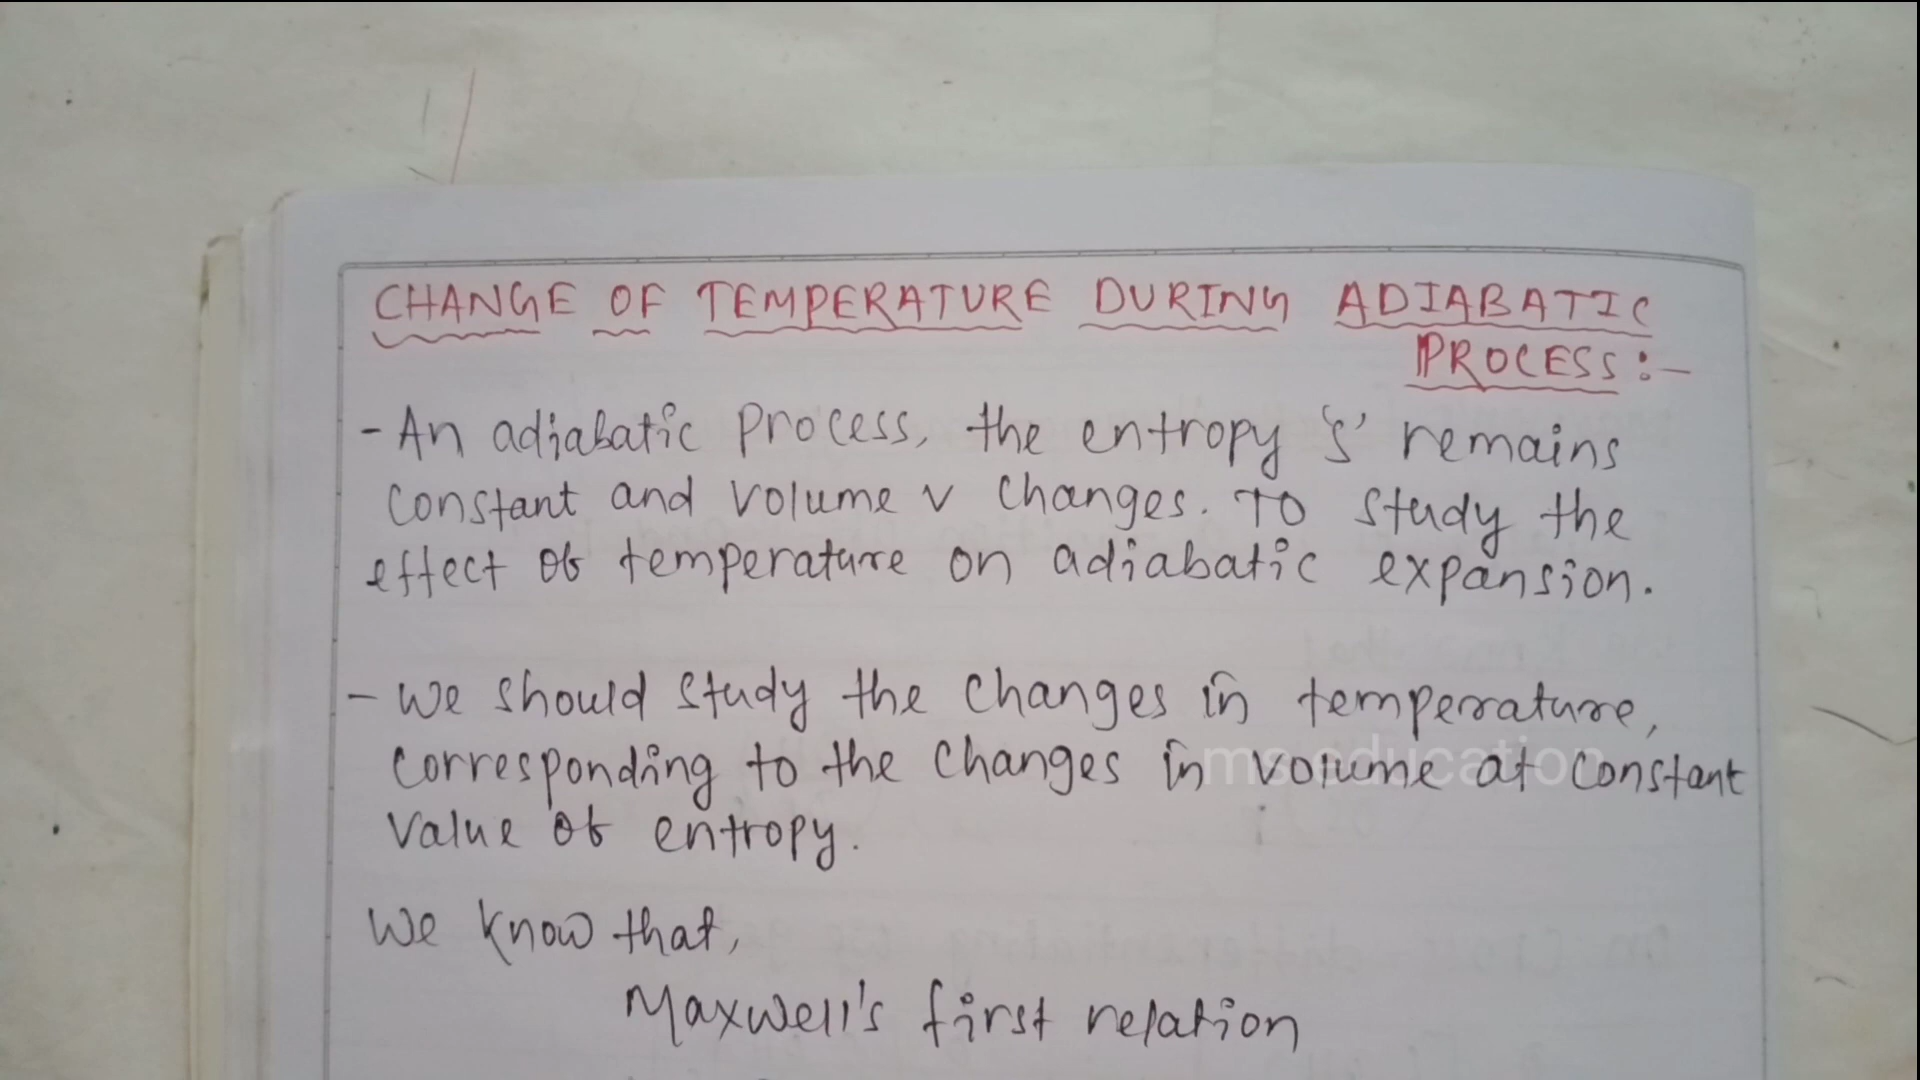 CHANGE OF TEMPERATURE DURING ADIABATIC
PROCESS:-
- An adiabatic process, the entropy 's' remains
constant and volume v changes. To study the
effect of temperature on adiabatic expansion.
- We should study the changes in temperature,
corresponding to the changes in volume at constant
value of entropy.
ms education
We know that,
Maxwell's first relation